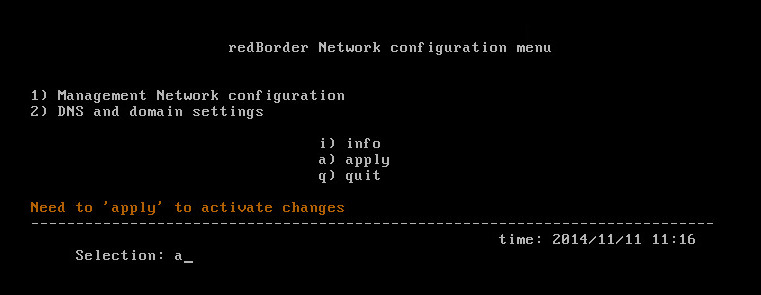 redBorder Network configuration menu
1) Management Network configuration
2) DNS and domain settings
i) info
a) apply
q) quit
Need to 'apply' to activate changes
----------------------------------------------------------------------------
time: 2014/11/11 11:16
Selection: a_